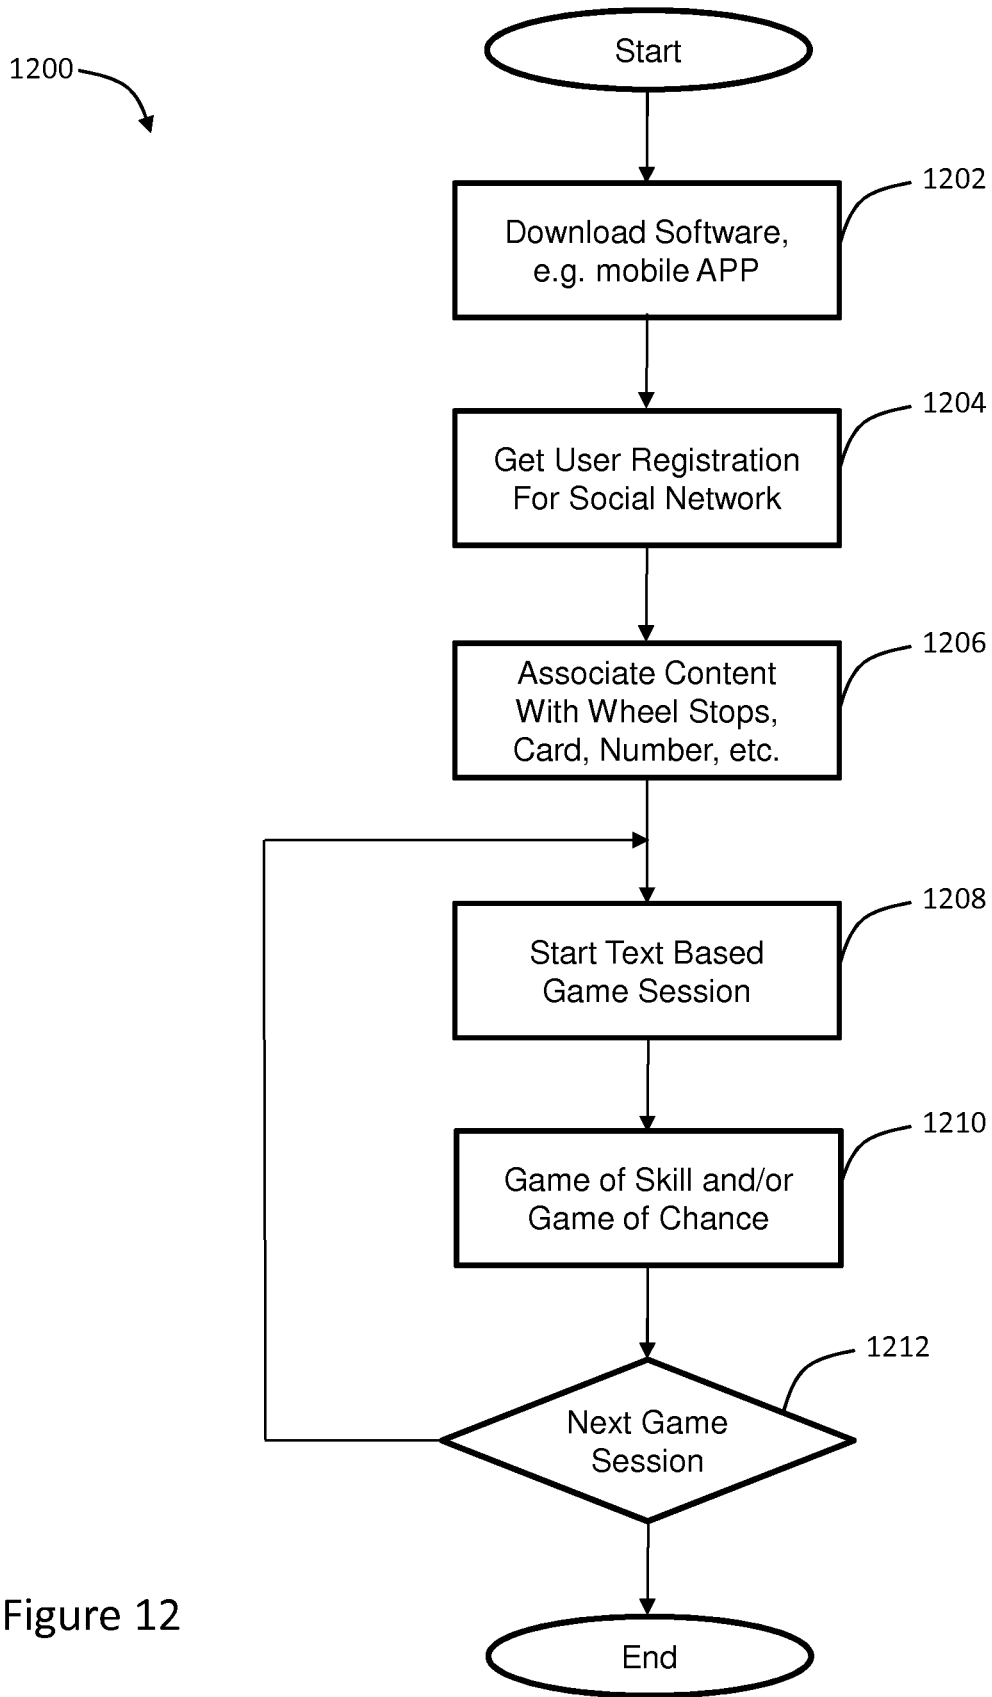 Start
1200
1202
Download Software,
e.g. mobile APP
1204
Get User Registration
For Social Network
1206
Associate Content
With Wheel Stops,
Card, Number, etc.
1208
Start Text Based
Game Session
1210
Game of Skill and/or
Game of Chance
1212
Next Game
Session
Figure 12
End